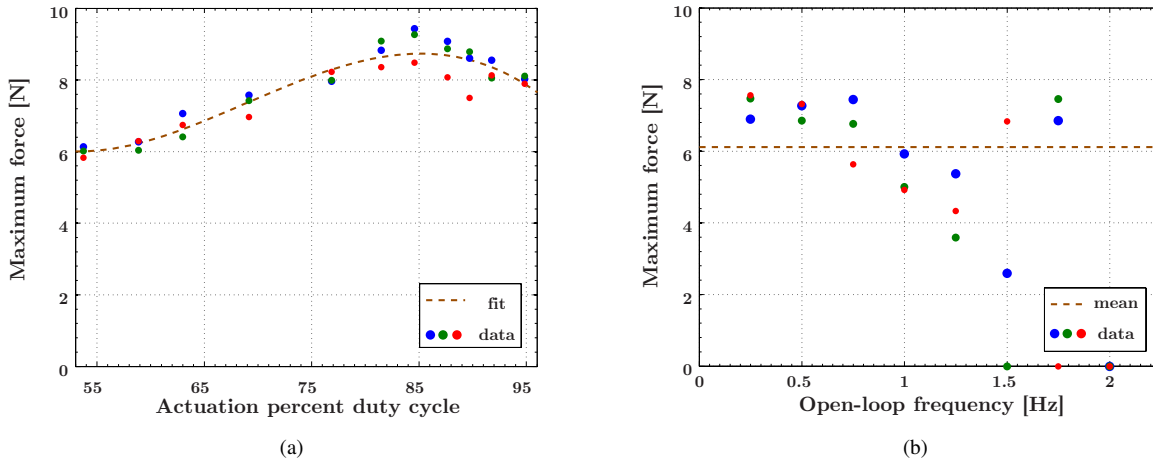 10
8
6
4
2
0
Maximum force [N]
53
65
75
85
95
Actuation percent duty cycle
fit
data
(a)
10
8
6
4
2
0
Maximum force [N]
0
0.5
1
1.5
2
Open-loop frequency [Hz]
mean
data
(b)